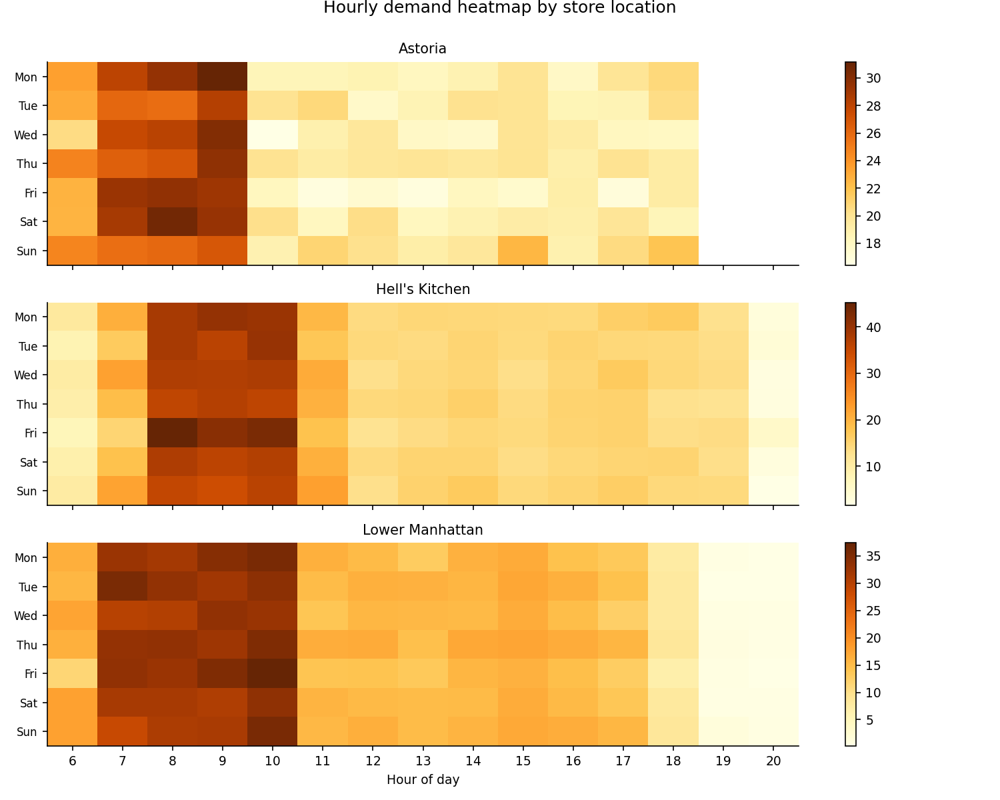 Hourly demand heatmap by store location
Astoria
Mon
Tue
Wed
Thu
Fri
Sat
Sun
30
28
26
24
22
20
18
Hell's Kitchen
Mon
Tue
Wed
Thu
Fri
Sat
Sun
40
30
20
10
Lower Manhattan
Mon
Tue
Wed
Thu
Fri
Sat
Sun
35
30
25
20
15
10
5
6 7 8 9 10 11 12 13 14 15 16 17 18 19 20
Hour of day